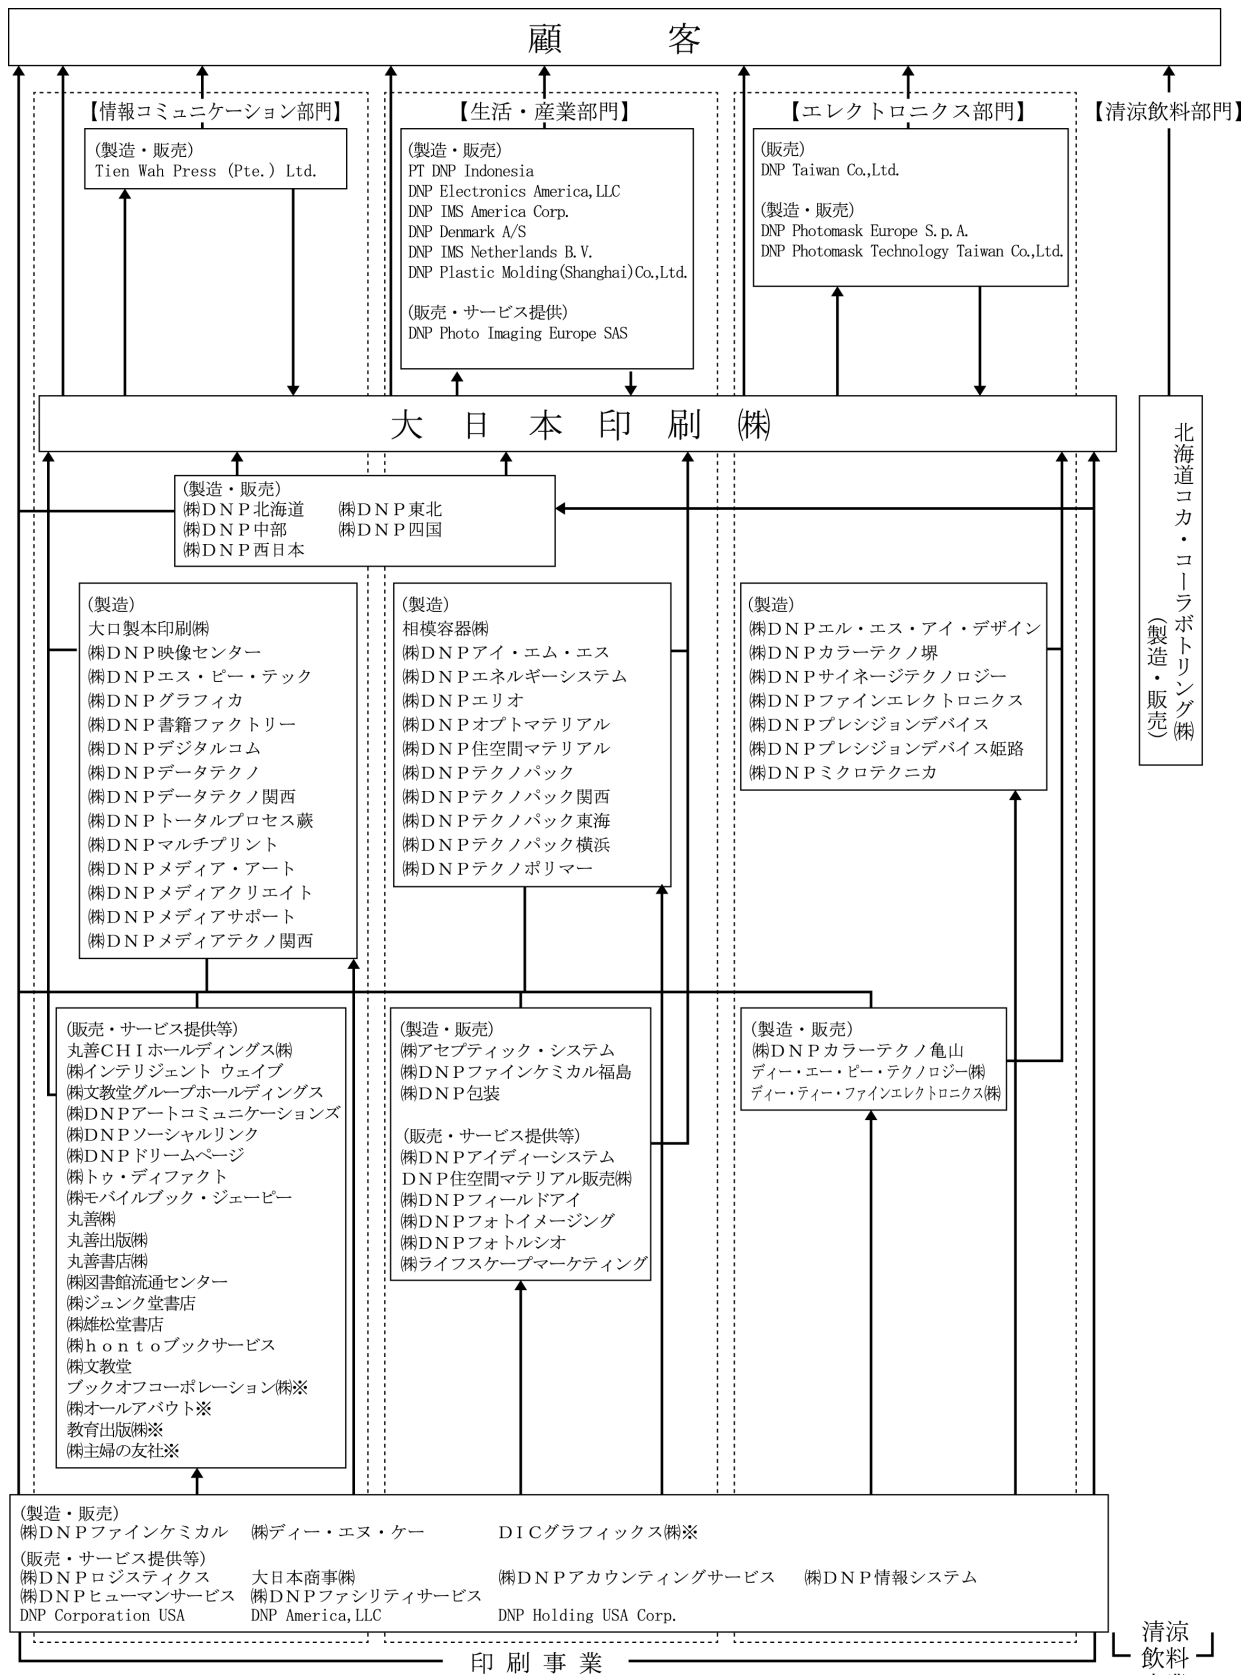 顧客
【情報コミュニケーション部門】
【生活・産業部門】
【エレクトロニクス部門】
【清涼飲料部門】
(製造・販売)
Tien Wah Press (Pte.) Ltd.
(製造・販売)
PT DNP Indonesia
DNP Electronics America,LLC
DNP IMS America Corp.
DNP Denmark A/S
DNP IMS Netherlands B.V.
DNP Plastic Molding(Shanghai)Co.,Ltd.
(販売・サービス提供)
DNP Photo Imaging Europe SAS
(販売)
DNP Taiwan Co.,Ltd.
(製造・販売)
DNP Photomask Europe S.p.A.
DNP Photomask Technology Taiwan Co.,Ltd.
大日本印刷㈱
北海道コカ・コーラボトリング㈱
(製造・販売)
(製造・販売)
㈱DNP北海道 ㈱DNP東北
㈱DNP中部 ㈱DNP四国
㈱DNP西日本
(製造)
大口製本印刷㈱
㈱DNP映像センター
㈱DNPエス・ピー・テック
㈱DNPグラフィカ
㈱DNP書籍ファクトリー
㈱DNPデジタルコム
㈱DNPデータテクノ
㈱DNPデータテクノ関西
㈱DNPトータルプロセス蕨
㈱DNPマルチプリント
㈱DNPメディア・アート
㈱DNPメディアクリエイト
㈱DNPメディアサポート
㈱DNPメディアテクノ関西
(製造)
相模容器㈱
㈱DNPアイ・エム・エス
㈱DNPエネルギーシステム
㈱DNPエリオ
㈱DNPオプトマテリアル
㈱DNP住空間マテリアル
㈱DNPテクノパック
㈱DNPテクノパック関西
㈱DNPテクノパック東海
㈱DNPテクノパック横浜
㈱DNPテクノポリマー
(製造)
㈱DNPエル・エス・アイ・デザイン
㈱DNPカラーテクノ堺
㈱DNPサイネージテクノロジー
㈱DNPファインエレクトロニクス
㈱DNPプレシジョンデバイス
㈱DNPプレシジョンデバイス姫路
㈱DNPミクロテクニカ
(販売・サービス提供等)
丸善CHIホールディングス㈱
㈱インテリジェント ウェイブ
㈱文教堂グループホールディングス
㈱DNPアートコミュニケーションズ
㈱DNPソーシャルリンク
㈱DNPドリームページ
㈱トゥ・ディファクト
㈱モバイルブック・ジェーピー
丸善㈱
丸善出版㈱
丸善書店㈱
㈱図書館流通センター
㈱ジュンク堂書店
㈱雄松堂書店
㈱hontoブックサービス
㈱文教堂
ブックオフコーポレーション㈱※
㈱オールアバウト※
教育出版㈱※
㈱主婦の友社※
(製造・販売)
㈱アセプティック・システム
㈱DNPファインケミカル福島
㈱DNP包装
(販売・サービス提供等)
㈱DNPアイディーシステム
DNP住空間マテリアル販売㈱
㈱DNPフィールドアイ
㈱DNPフォトイメージング
㈱DNPフォトルシオ
㈱ライフスケープマーケティング
(製造・販売)
㈱DNPカラーテクノ亀山
ディー・エー・ピー・テクノロジー㈱
ディー・ティー・ファインエレクトロニクス㈱
(製造・販売)
㈱DNPファインケミカル ㈱ディー・エヌ・ケー DICグラフィックス㈱※
(販売・サービス提供等)
㈱DNPロジスティクス 大日本商事㈱ ㈱DNPアカウンティングサービス ㈱DNP情報システム
㈱DNPヒューマンサービス ㈱DNPファシリティサービス
DNP Corporation USA DNP America,LLC DNP Holding USA Corp.
印刷事業
清涼
飲料